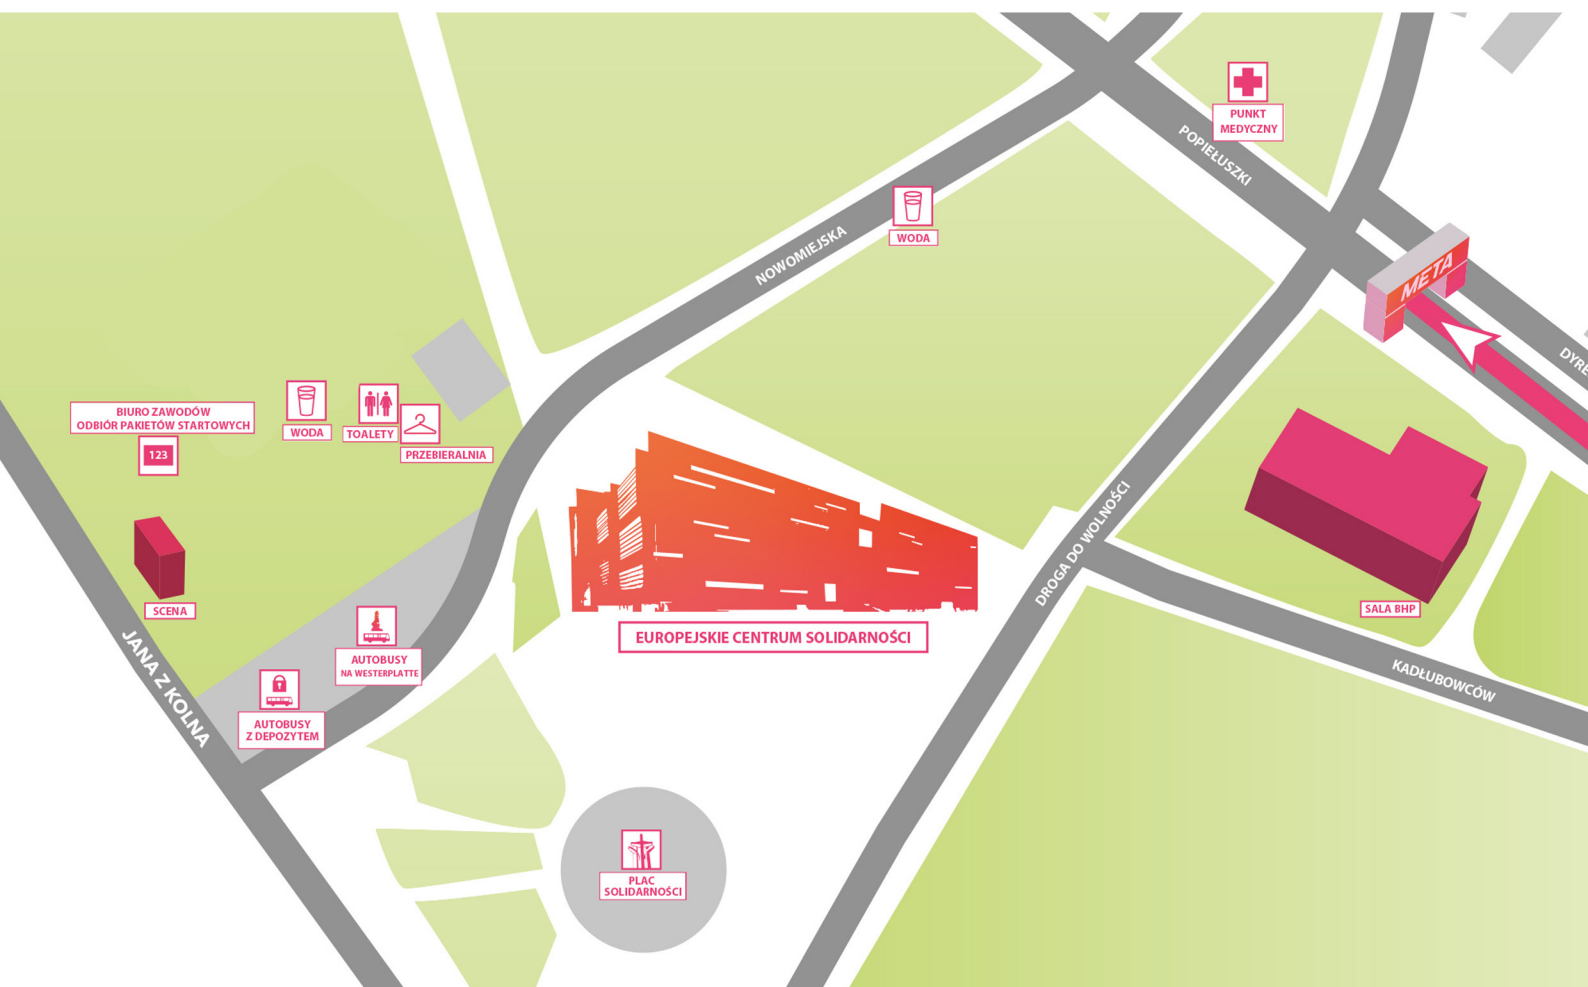 PUNKT
MEDYCZNY
POPIEŁUSZKI
WODA
NOWOMIEJSKA
META
DYRE
BIURO ZAWODÓW
ODBIÓR PAKIETÓW STARTOWYCH
123
WODA
TOALETY
PRZEBIERALNIA
DROGA DO WOLNOŚCI
SCENA
SALA BHP
EUROPEJSKIE CENTRUM SOLIDARNOŚCI
JANA Z KOLNA
AUTOBUSY
NA WESTERPLATTE
KADŁUBOWCÓW
AUTOBUSY
Z DEPOZYTEM
PLAC
SOLIDARNOŚCI